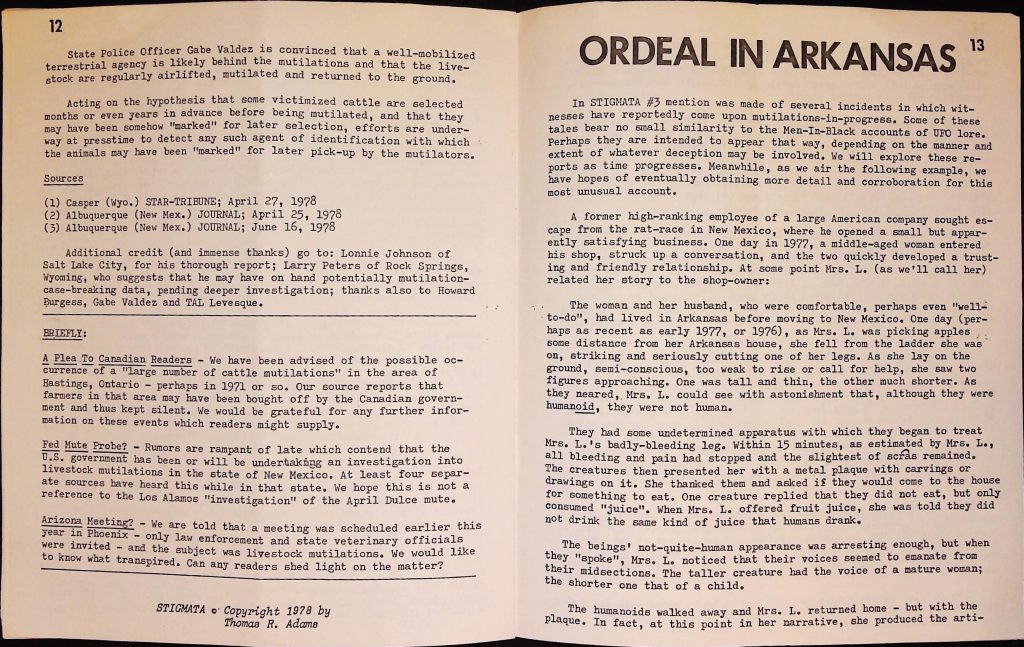 12
State Police Officer Gabe Valdez is convinced that a well-mobilized
terrestrial agency is likely behind the mutilations and that the live-
stock are regularly airlifted, mutilated and returned to the ground.
Acting on the hypothesis that some victimized cattle are selected
months or even years in advance before being mutilated, and that they
may have been somehow "marked" for later selection, efforts are under-
way at presstime to detect any such agent of identification with which
the animals may have been "marked" for later pick-up by the mutilators.
Sources
(1) Casper (Wyo.) STAR-TRIBUNE; April 27, 1978
(2) Albuquerque (New Mex.) JOURNAL; April 25, 1978
(3) Albuquerque (New Mex.) JOURNAL; June 16, 1978
Additional credit (and immense thanks) go to: Lonnie Johnson of
Salt Lake City, for his thorough report; Larry Peters of Rock Springs,
Wyoming, who suggests that he may have on hand potentially mutilation-
case-breaking data, pending deeper investigation; thanks also to Howard
Burgess, Gabe Valdez and TAL Levesque.
BRIEFLY:
A Plea To Canadian Readers - We have been advised of the possible oc-
currence of a "large number of cattle mutilations" in the area of
Hastings, Ontario - perhaps in 1971 or so. Our source reports that
farmers in that area may have been bought off by the Canadian govern-
ment and thus kept silent. We would be grateful for any further infor-
mation on these events which readers might supply.
Fed Mute Probe? - Rumors are rampant of late which contend that the
U.S. government has been or will be undertaking an investigation into
livestock mutilations in the state of New Mexico. At least four separ-
ate sources have heard this while in that state. We hope this is not a
reference to the Los Alamos "investigation" of the April Dulce mute.
Arizona Meeting? - We are told that a meeting was scheduled earlier this
year in Phoenix - only law enforcement and state veterinary officials
were invited - and the subject was livestock mutilations. We would like
to know what transpired. Can any readers shed light on the matter?
STIGMATA © Copyright 1978 by
Thomas R. Adams
ORDEAL IN ARKANSAS
13
In STIGMATA #3 mention was made of several incidents in which wit-
nesses have reportedly come upon mutilations-in-progress. Some of these
tales bear no small similarity to the Men-In-Black accounts of UFO lore.
Perhaps they are intended to appear that way, depending on the manner and
extent of whatever deception may be involved. We will explore these re-
ports as time progresses. Meanwhile, as we air the following example, we
have hopes of eventually obtaining more detail and corroboration for this
most unusual account.
A former high-ranking employee of a large American company sought es-
cape from the rat-race in New Mexico, where he opened a small but appar-
ently satisfying business. One day in 1977, a middle-aged woman entered
his shop, struck up a conversation, and the two quickly developed a trust-
ing and friendly relationship. At some point Mrs. L. (as we'll call her)
related her story to the shop-owner:
The woman and her husband, who were comfortable, perhaps even "well-
to-do", had lived in Arkansas before moving to New Mexico. One day (per-
haps as recent as early 1977, or 1976), as Mrs. L. was picking apples
some distance from her Arkansas house, she fell from the ladder she was
on, striking and seriously cutting one of her legs. As she lay on the
ground, semi-conscious, too weak to rise or call for help, she saw two
figures approaching. One was tall and thin, the other much shorter. As
they neared, Mrs. L. could see with astonishment that, although they were
humanoid, they were not human.
They had some undetermined apparatus with which they began to treat
Mrs. L.'s badly-bleeding leg. Within 15 minutes, as estimated by Mrs. L.,
all bleeding and pain had stopped and the slightest of scras remained.
The creatures then presented her with a metal plaque with carvings or
drawings on it. She thanked them and asked if they would come to the house
for something to eat. One creature replied that they did not eat, but only
consumed "juice". When Mrs. L. offered fruit juice, she was told they did
not drink the same kind of juice that humans drank.
The beings' not-quite-human appearance was arresting enough, but when
they "spoke", Mrs. L. noticed that their voices seemed to emanate from
their midsections. The taller creature had the voice of a mature woman;
the shorter one that of a child.
The humanoids walked away and Mrs. L. returned home - but with the
plaque. In fact, at this point in her narrative, she produced the arti-